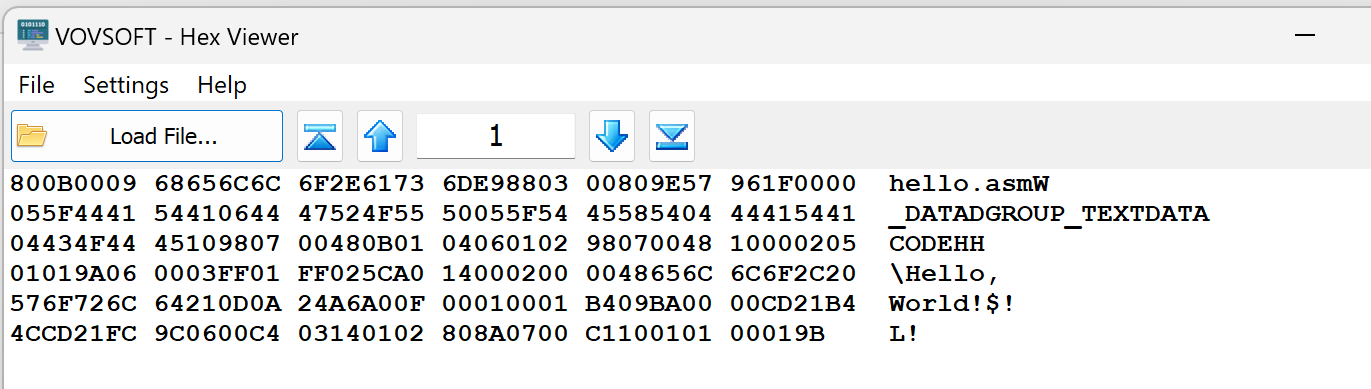 0101110
VOVSOFT - Hex Viewer
File Settings Help
Load File... 1
800B0009 68656C6C 6F2E6173 6DE98803 00809E57 961F0000 hello.asmW
055F4441 54410644 47524F55 50055F54 45585404 44415441 _DATADGROUP_TEXTDATA
04434F44 45109807 00480B01 04060102 98070048 10000205 CODEHH
01019A06 0003FF01 FF025CA0 14000200 0048656C 6C6F2C20 \Hello,
576F726C 64210D0A 24A6A00F 00010001 B409BA00 00CD21B4 World!$!
4CCD21FC 9C0600C4 03140102 808A0700 C1100101 00019B L!